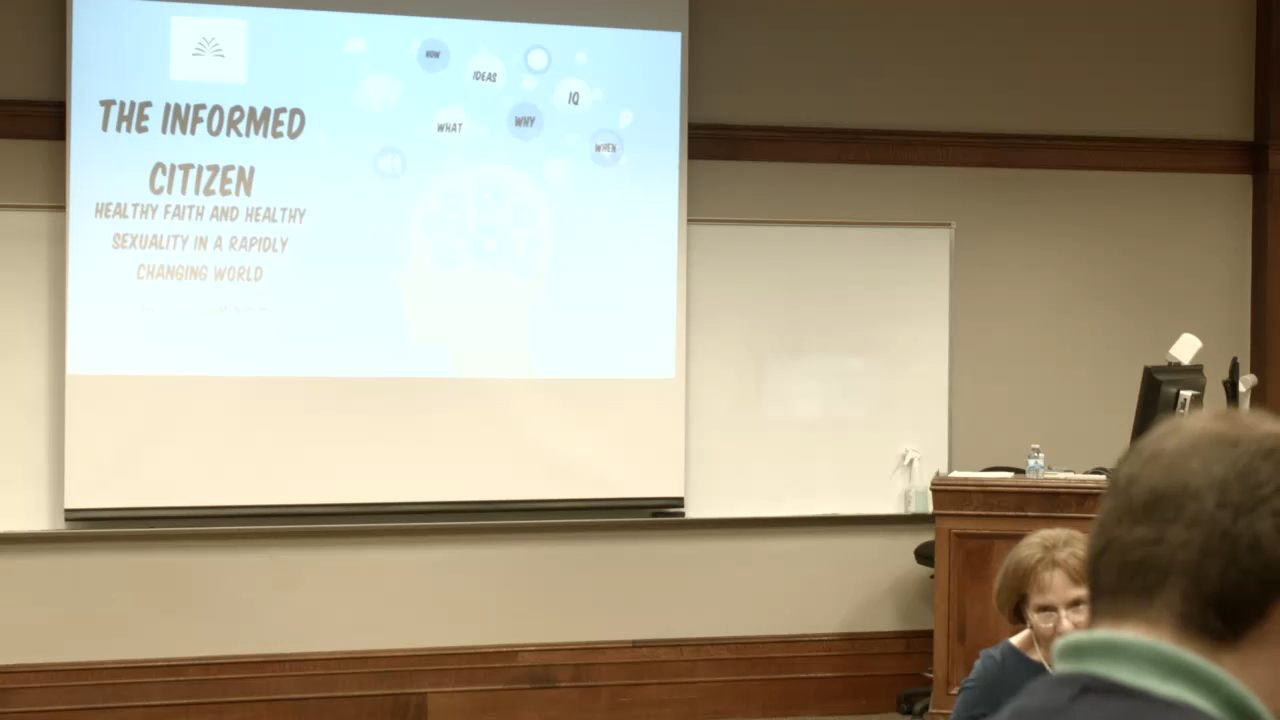 THE INFORMED
CITIZEN
HEALTHY FAITH AND HEALTHY
SEXUALITY IN A RAPIDLY
CHANGING WORLD
HOW
IDEAS
IQ
WHAT
WHY
WHEN